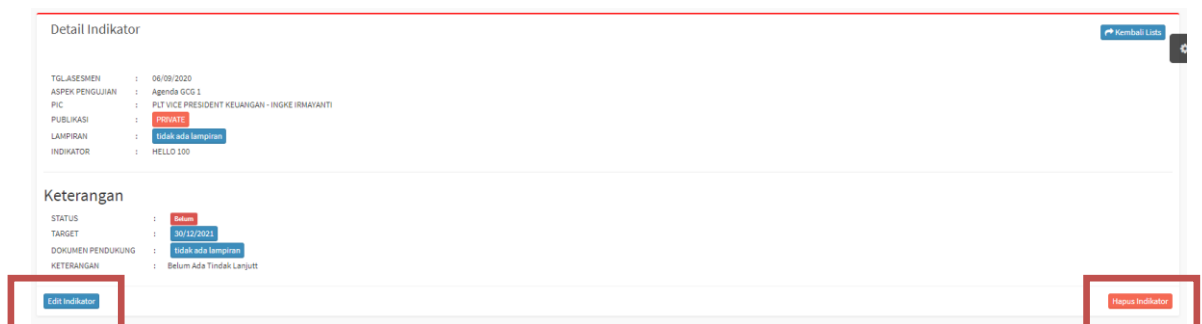 Detail Indikator
Kembali Lists
TGL.ASESMEN : 06/09/2020
ASPEK PENGUJIAN : Agenda GCG 1
PIC : PLT VICE PRESIDENT KEUANGAN - INGKE IRMAYANTI
PUBLIKASI : PRIVATE
LAMPIRAN : tidak ada lampiran
INDIKATOR : HELLO 100
Keterangan
STATUS : Belum
TARGET : 30/12/2021
DOKUMEN PENDUKUNG : tidak ada lampiran
KETERANGAN : Belum Ada Tindak Lanjutt
Edit Indikator
Hapus Indikator